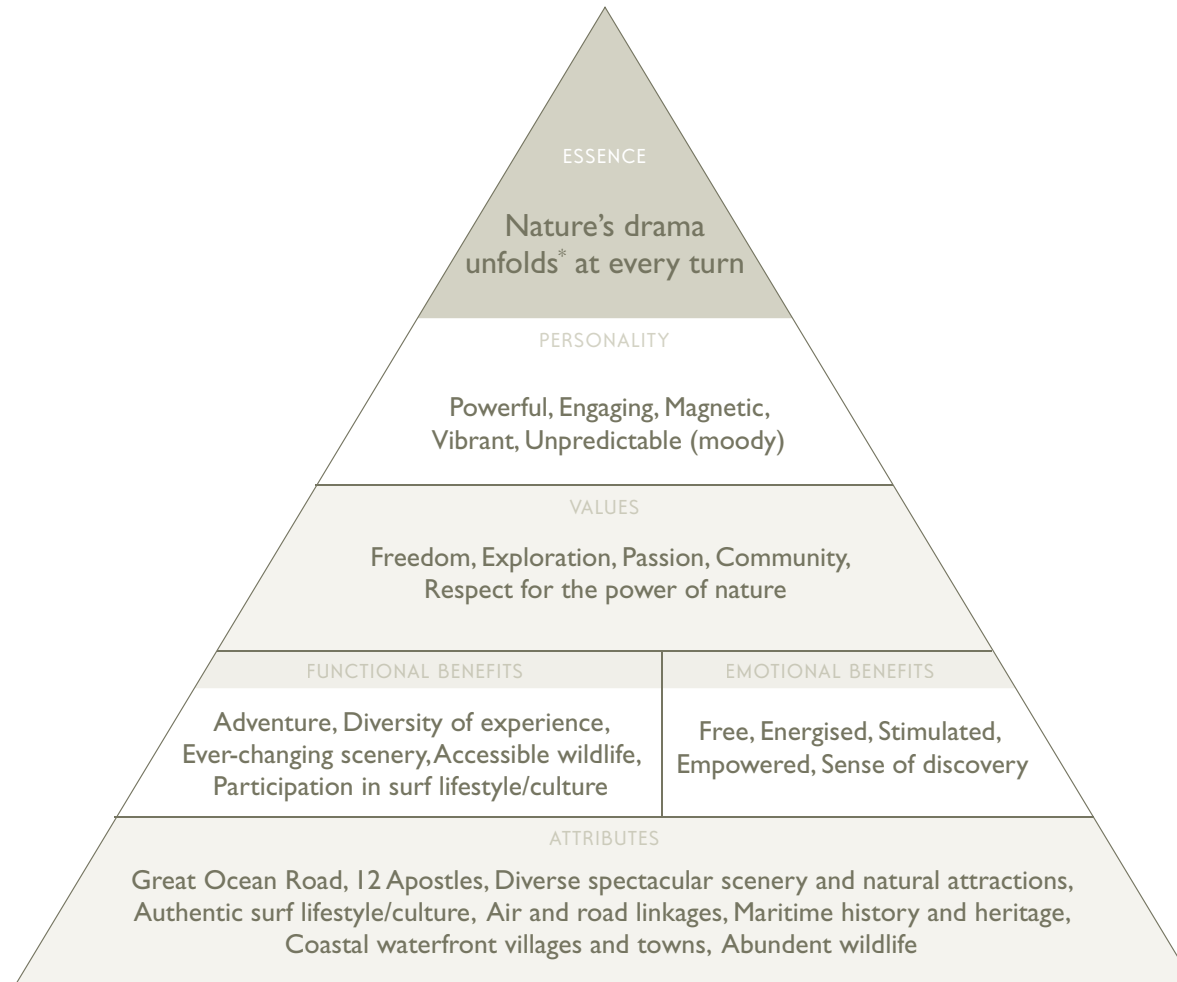 ESSENCE
Nature's drama
unfolds* at every turn
PERSONALITY
Powerful, Engaging, Magnetic,
Vibrant, Unpredictable (moody)
VALUES
Freedom, Exploration, Passion, Community,
Respect for the power of nature
FUNCTIONAL BENEFITS
Adventure, Diversity of experience,
Ever-changing scenery, Accessible wildlife,
Participation in surf lifestyle/culture
EMOTIONAL BENEFITS
Free, Energised, Stimulated,
Empowered, Sense of discovery
ATTRIBUTES
Great Ocean Road, 12 Apostles, Diverse spectacular scenery and natural attractions,
Authentic surf lifestyle/culture, Air and road linkages, Maritime history and heritage,
Coastal waterfront villages and towns, Abundent wildlife